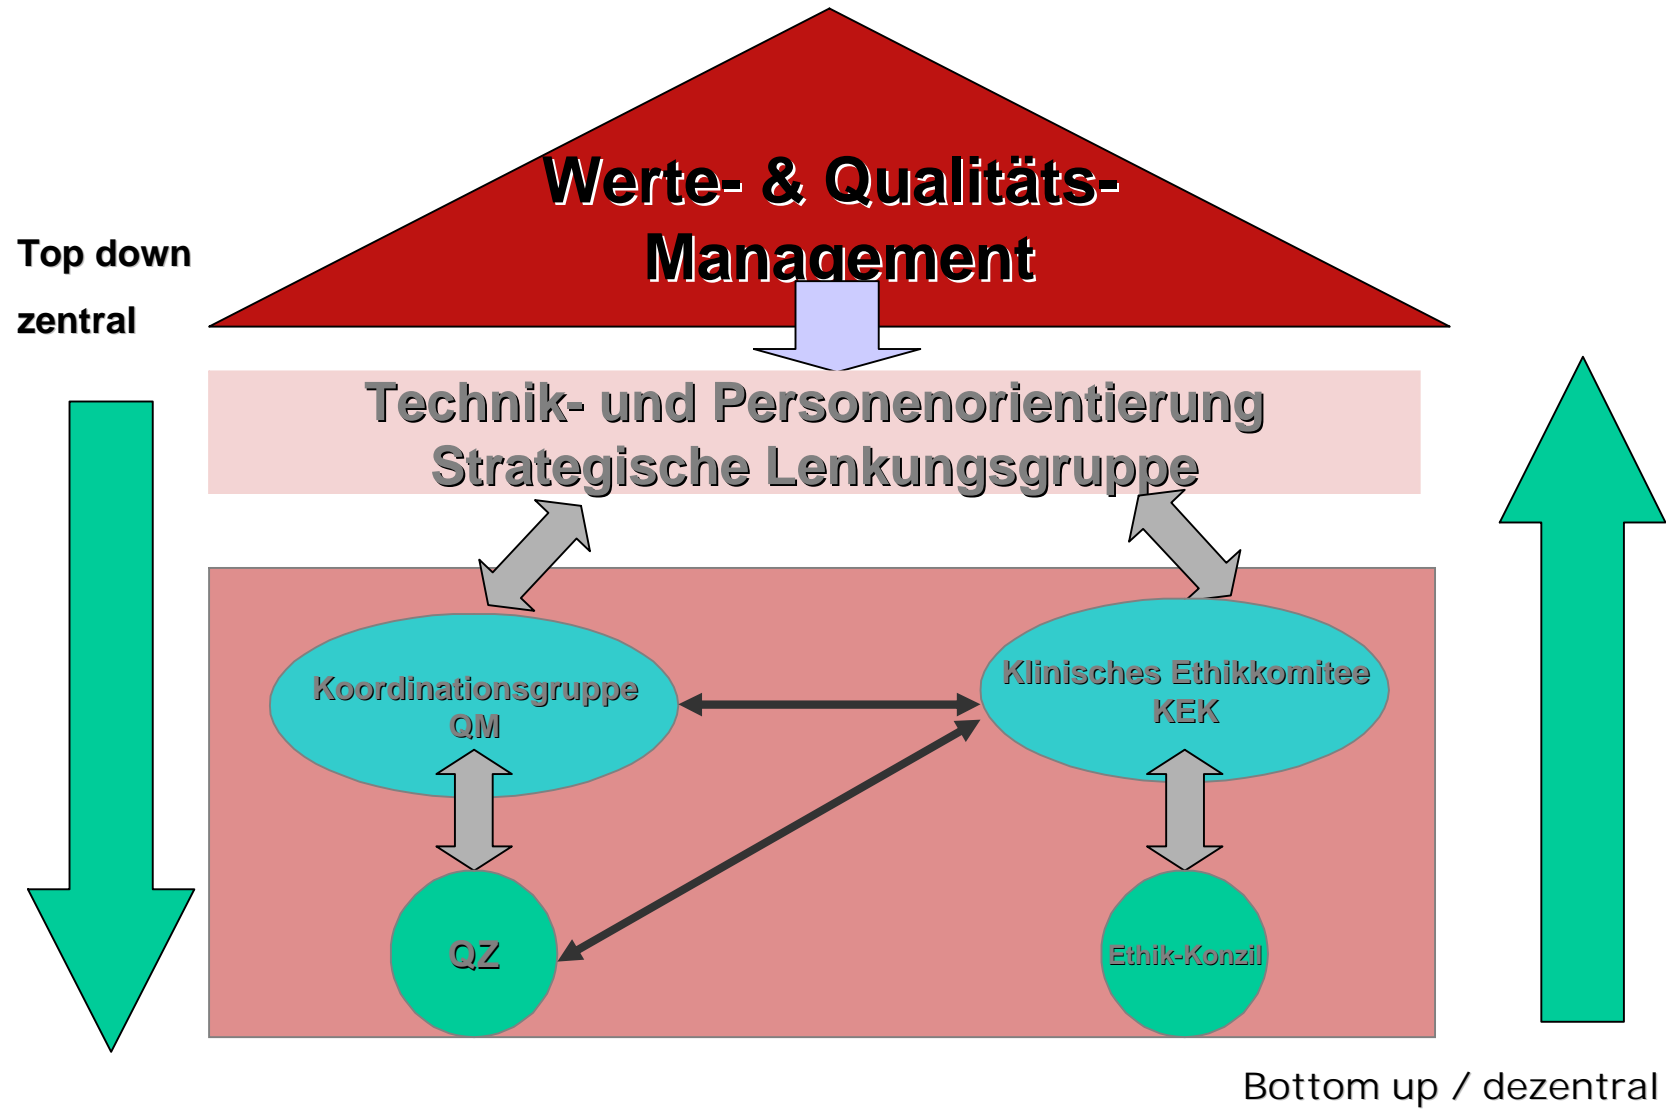 Werte- & Qualitäts-
Management
Top down
zentral
Technik- und Personenorientierung
Strategische Lenkungsgruppe
Koordinationsgruppe
QM
Klinisches Ethikkomitee
KEK
QZ
Ethik-Konzil
Bottom up / dezentral